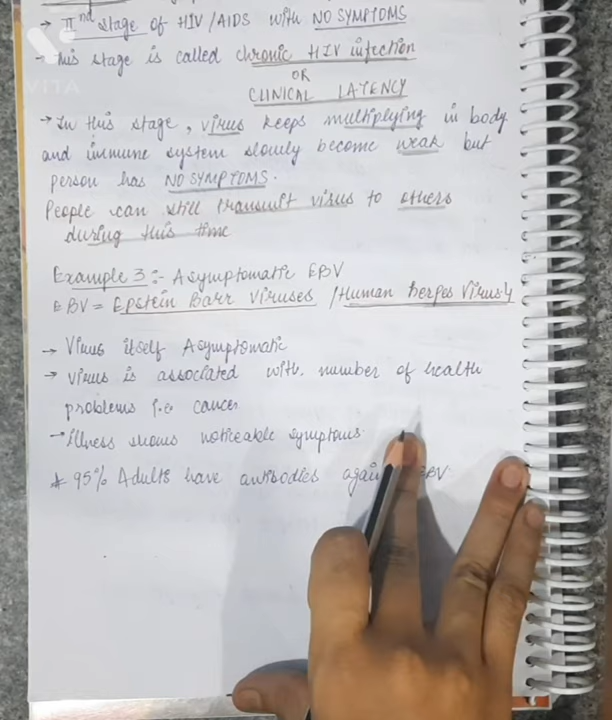 → IInd stage of HIV/AIDS with NO SYMPTOMS
- This stage is called chronic HIV infection
OR
CLINICAL LATENCY
→ In this stage, virus keeps multiplying in body
and immune system slowly become weak but
person has NO SYMPTOMS.
People can still transmit virus to others
during this time
Example 3 :- Asymptomatic EBV
EBV = Epstein Barr Viruses / Human herpes Virus 4
→ Virus itself Asymptomatic
→ virus is associated with number of health
problems i.e cancer
→ illness shows noticeable symptoms.
* 95% Adults have antibodies EBV